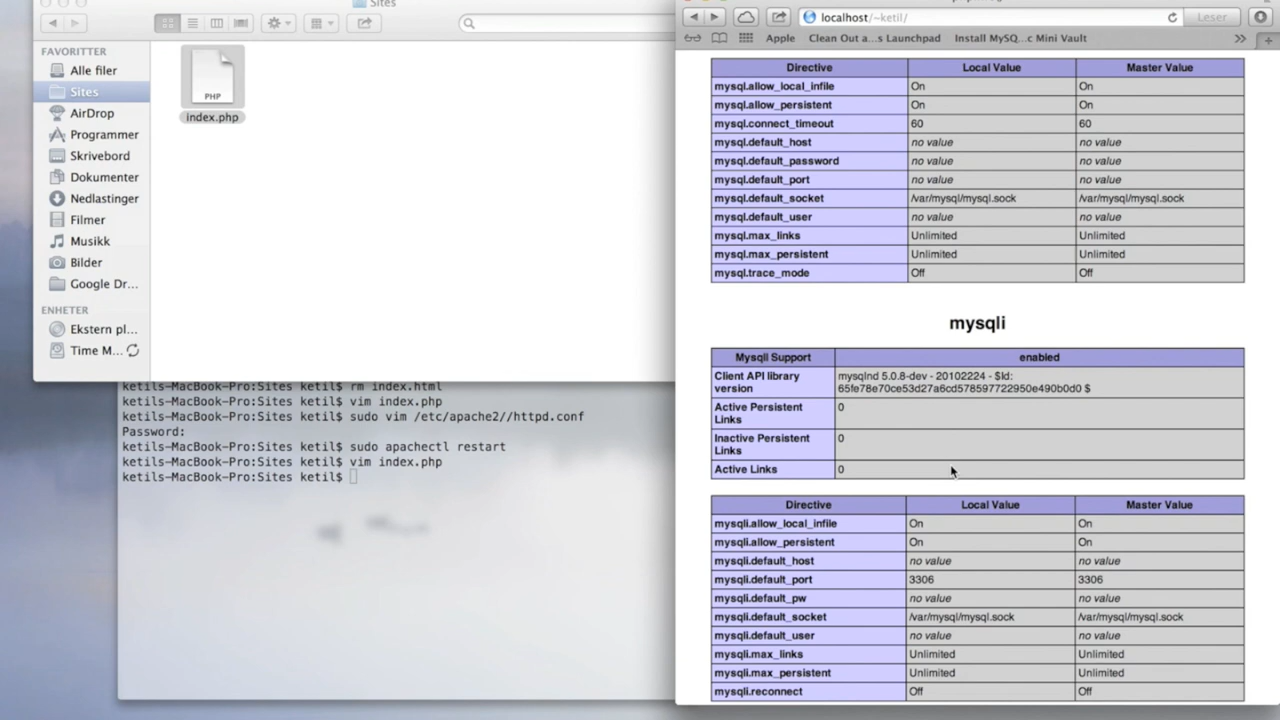 Sites
FAVORITTER
Alle filer
Sites
AirDrop
Programmer
Skrivebord
Dokumenter
Nedlastinger
Filmer
Musikk
Bilder
Google Dr...
ENHETER
Ekstern pl...
Time M...
PHP
index.php
ketils-MacBook-Pro:Sites ketil$ rm index.html
ketils-MacBook-Pro:Sites ketil$ vim index.php
ketils-MacBook-Pro:Sites ketil$ sudo vim /etc/apache2//httpd.conf
Password:
ketils-MacBook-Pro:Sites ketil$ sudo apachectl restart
ketils-MacBook-Pro:Sites ketil$ vim index.php
ketils-MacBook-Pro:Sites ketil$
localhost/~ketil/
Leser
Apple Clean Out a...s Launchpad Install MySQ...c Mini Vault
Directive Local Value Master Value
mysql.allow_local_infile On On
mysql.allow_persistent On On
mysql.connect_timeout 60 60
mysql.default_host no value no value
mysql.default_password no value no value
mysql.default_port no value no value
mysql.default_socket /var/mysql/mysql.sock /var/mysql/mysql.sock
mysql.default_user no value no value
mysql.max_links Unlimited Unlimited
mysql.max_persistent Unlimited Unlimited
mysql.trace_mode Off Off
mysqli
MysqlI Support enabled
Client API library version mysqlnd 5.0.8-dev - 20102224 - $Id:
65fe78e70ce53d27a6cd578597722950e490b0d0 $
Active Persistent Links 0
Inactive Persistent Links 0
Active Links 0
Directive Local Value Master Value
mysqli.allow_local_infile On On
mysqli.allow_persistent On On
mysqli.default_host no value no value
mysqli.default_port 3306 3306
mysqli.default_pw no value no value
mysqli.default_socket /var/mysql/mysql.sock /var/mysql/mysql.sock
mysqli.default_user no value no value
mysqli.max_links Unlimited Unlimited
mysqli.max_persistent Unlimited Unlimited
mysqli.reconnect Off Off